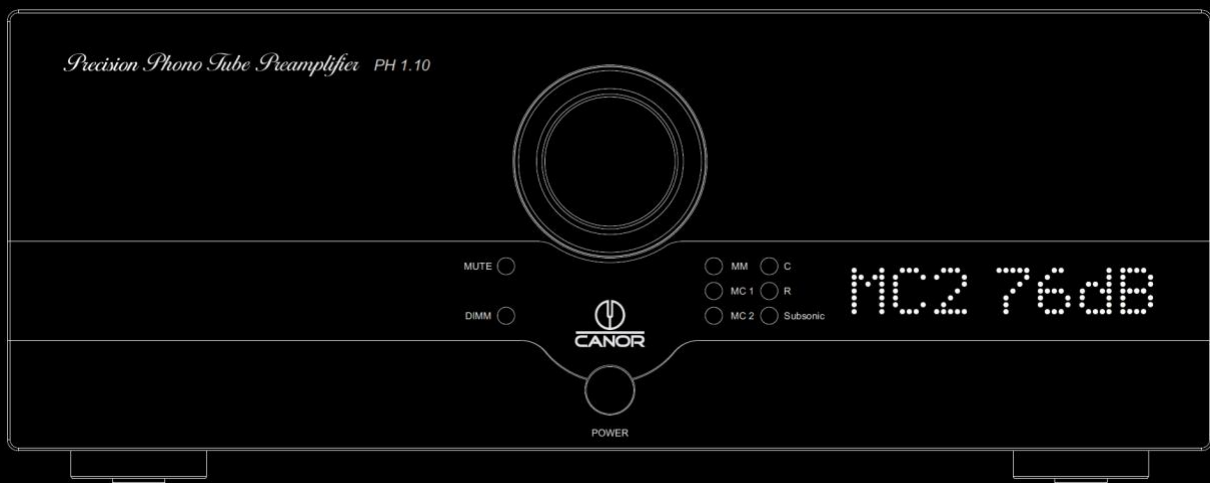 Precision Phono Tube Preamplifier PH 1.10
MUTE
DIMM
CANOR
POWER
MM C
MC 1 R
MC 2 Subsonic
MC2 76dB